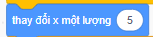 thay đổi x một lượng 5